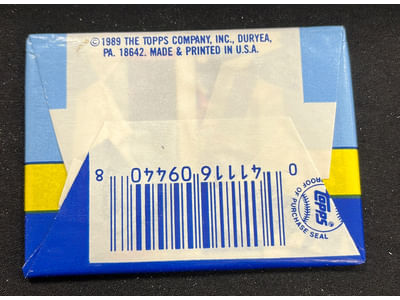 ©1989 THE TOPPS COMPANY, INC., DURYEA,
PA. 18642. MADE & PRINTED IN U.S.A.
0 41116 09440 8
PROOF OF PURCHASE SEAL
Topps